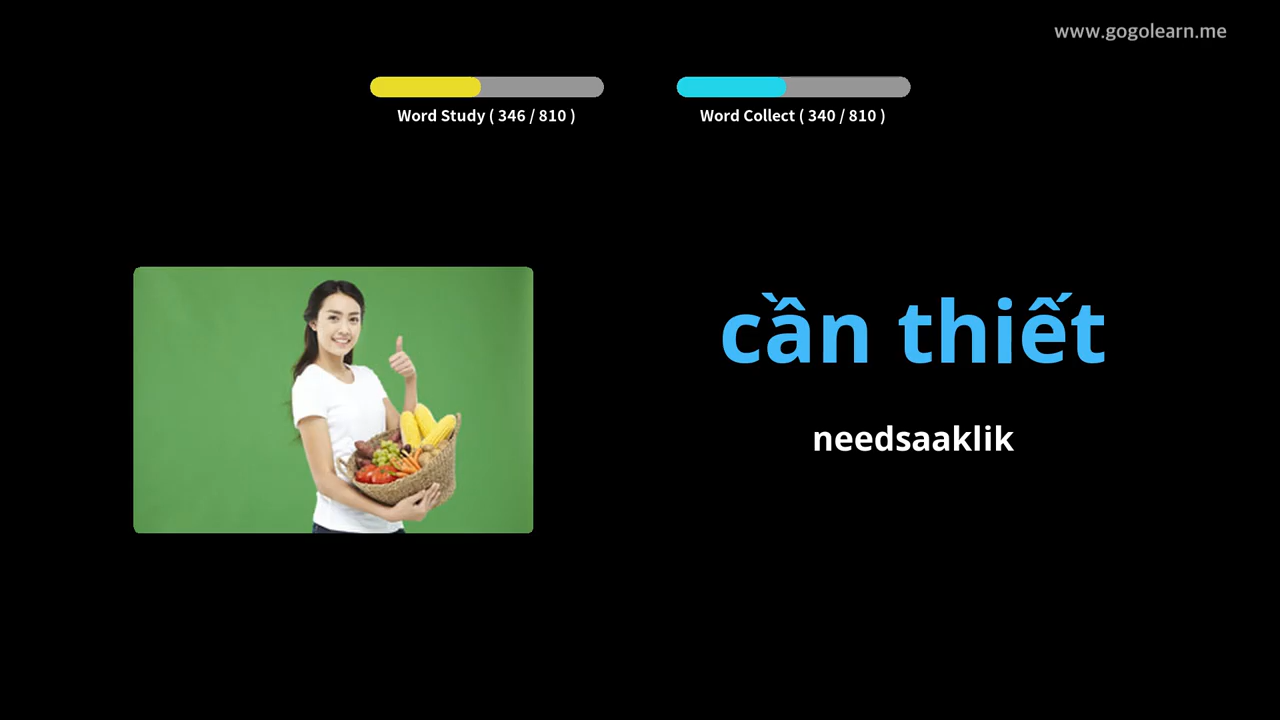 www.gogolearn.me
Word Study ( 346 / 810 )
Word Collect ( 340 / 810 )
cần thiết
needsaaklik